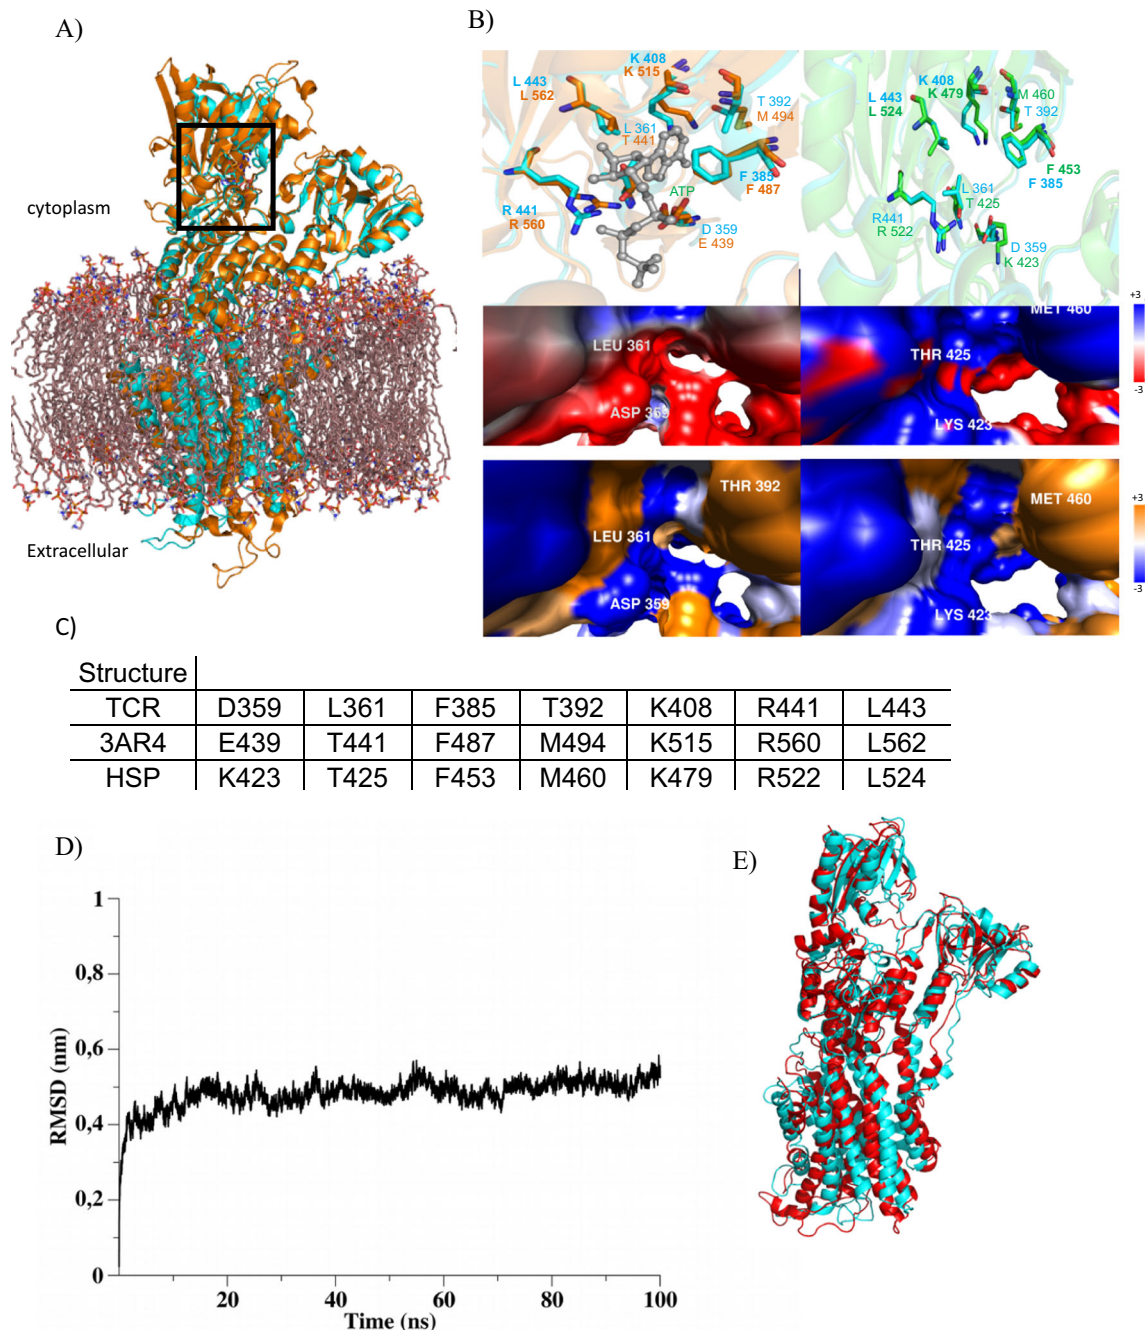 A)
cytoplasm
Extracellular
B)
K 408
K 515
L 443
L 562
L 361
T 441
T 392
M 494
F 385
F 487
ATP
R 441
R 560
D 359
E 439
K 408
K 479
M 460
T 392
L 443
L 524
F 453
F 385
L 361
T 425
R441
R 522
D 359
K 423
LEU 361
ASP 359
MET 460
THR 425
LYS 423
+3
-3
THR 392
LEU 361
ASP 359
MET 460
THR 425
LYS 423
+3
-3
C)
Structure
TCR D359 L361 F385 T392 K408 R441 L443
3AR4 E439 T441 F487 M494 K515 R560 L562
HSP K423 T425 F453 M460 K479 R522 L524
D)
RMSD (nm)
1
0,8
0,6
0,4
0,2
0
20 40 60 80 100
Time (ns)
E)